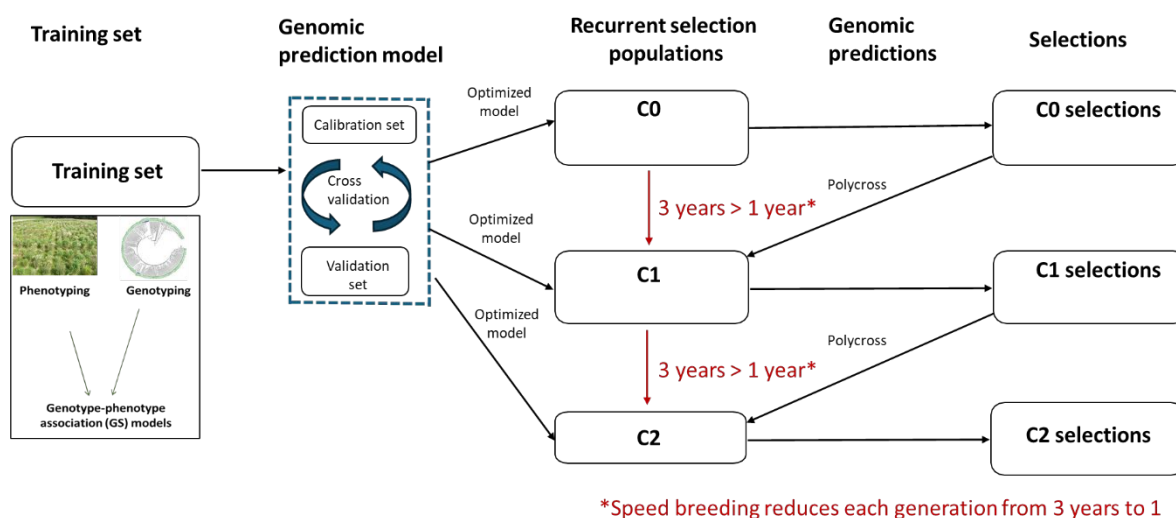 Training set
Genomic
prediction model
Recurrent selection
populations
Genomic
predictions
Selections
Training set
Phenotyping
Genotyping
Genotype-phenotype
association (GS) models
Calibration set
Cross
validation
Validation
set
Optimized
model
Optimized
model
Optimized
model
C0
3 years > 1 year*
C1
3 years > 1 year*
C2
Polycross
Polycross
C0 selections
C1 selections
C2 selections
*Speed breeding reduces each generation from 3 years to 1